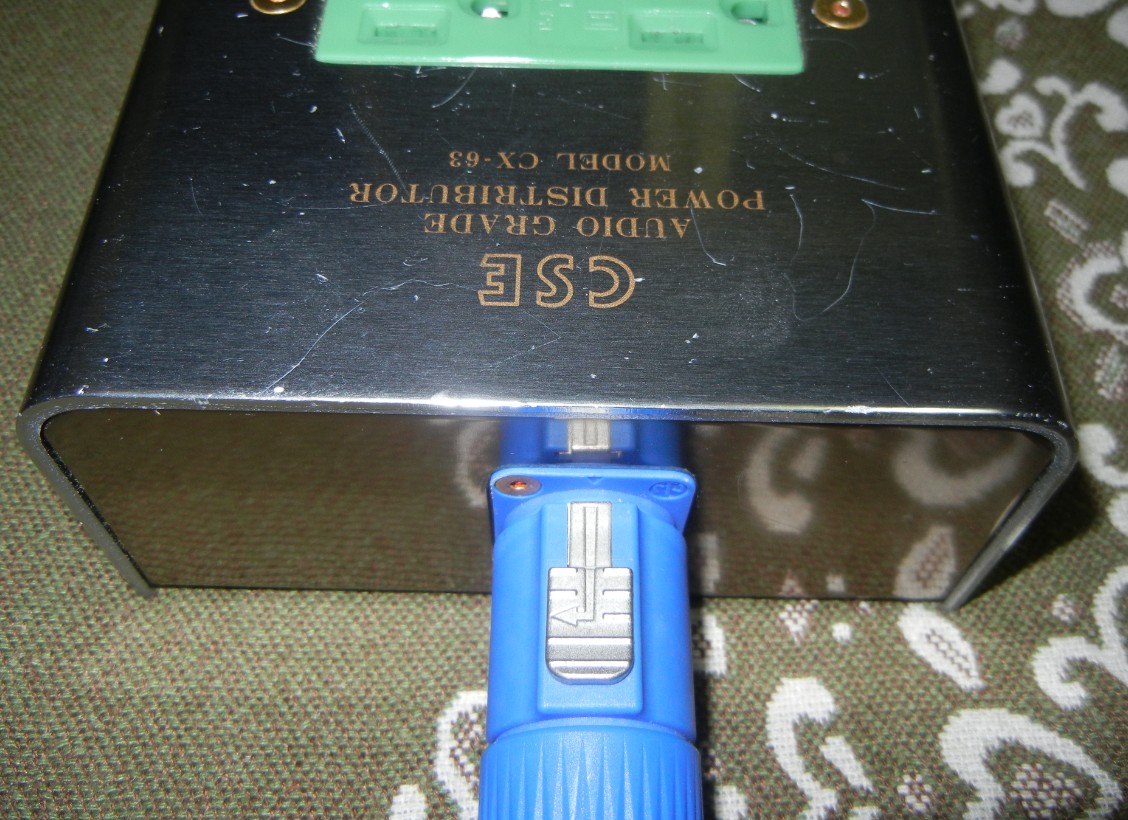 CSE
AUDIO GRADE
POWER DISTRIBUTOR
MODEL CX-63